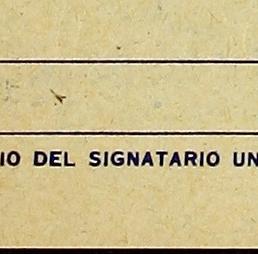 IO DEL SIGNATARIO UN